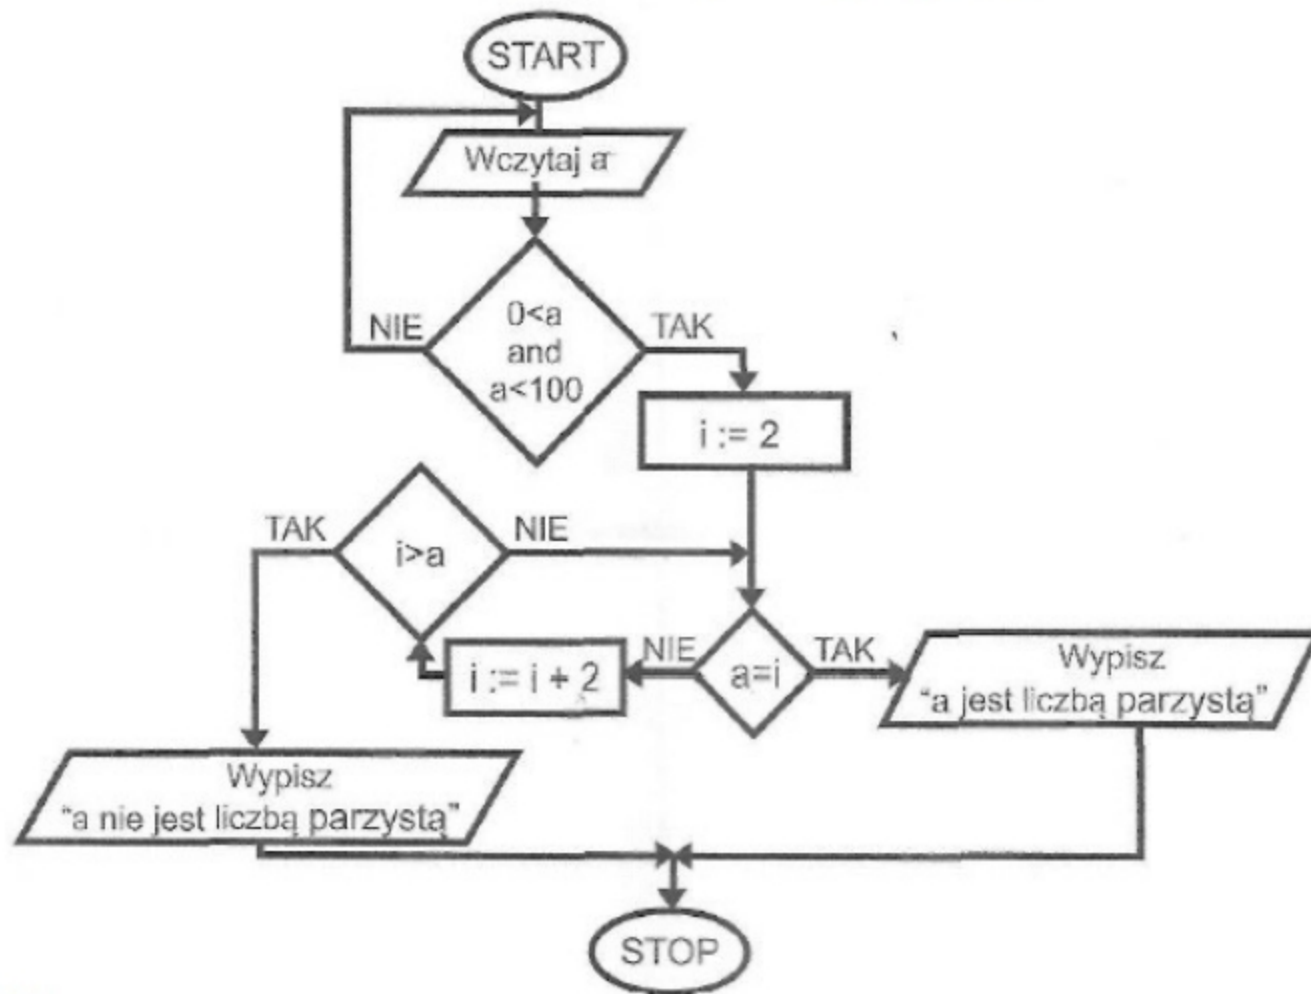 START
Wczytaj a
NIE
0<a
and
a<100
TAK
i := 2
TAK
i>a
NIE
i := i + 2
NIE
a=i
TAK
Wypisz
“a jest liczbą parzystą”
Wypisz
“a nie jest liczbą parzystą”
STOP